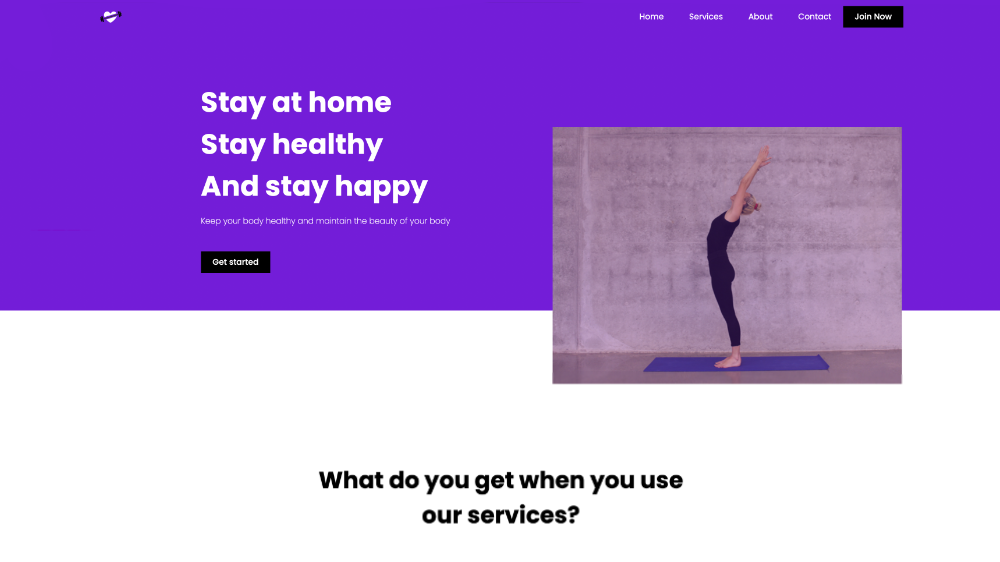 Home Services About Contact Join Now
Stay at home
Stay healthy
And stay happy
Keep your body healthy and maintain the beauty of your body
Get started
What do you get when you use
our services?